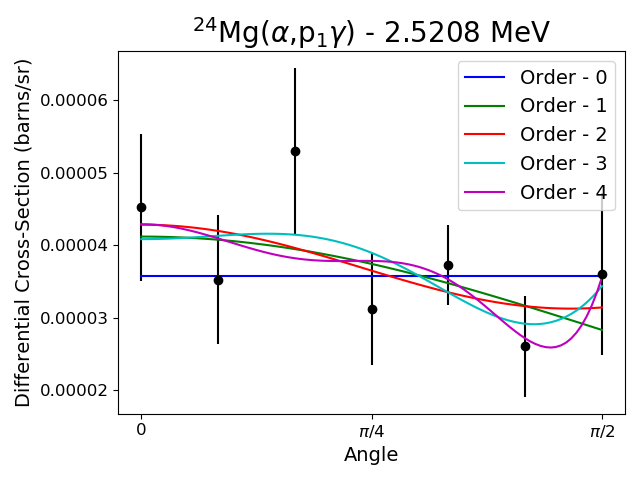 ²⁴Mg(α,p₁γ) - 2.5208 MeV
Differential Cross-Section (barns/sr)
0.00006
0.00005
0.00004
0.00003
0.00002
Order - 0
Order - 1
Order - 2
Order - 3
Order - 4
0
π/4
π/2
Angle